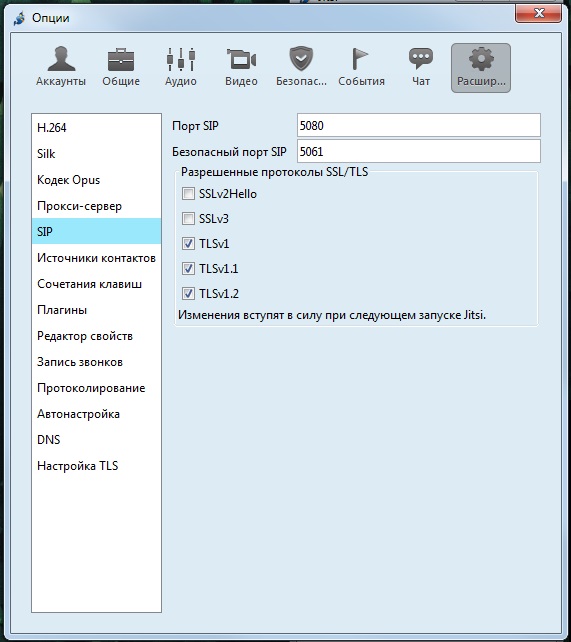 Опции
Аккаунты Общие Аудио Видео Безопас... События Чат Расшир...
H.264
Silk
Кодек Opus
Прокси-сервер
SIP
Источники контактов
Сочетания клавиш
Плагины
Редактор свойств
Запись звонков
Протоколирование
Автонастройка
DNS
Настройка TLS
Порт SIP 5080
Безопасный порт SIP 5061
Разрешенные протоколы SSL/TLS
SSLv2Hello
SSLv3
TLSv1
TLSv1.1
TLSv1.2
Изменения вступят в силу при следующем запуске Jitsi.